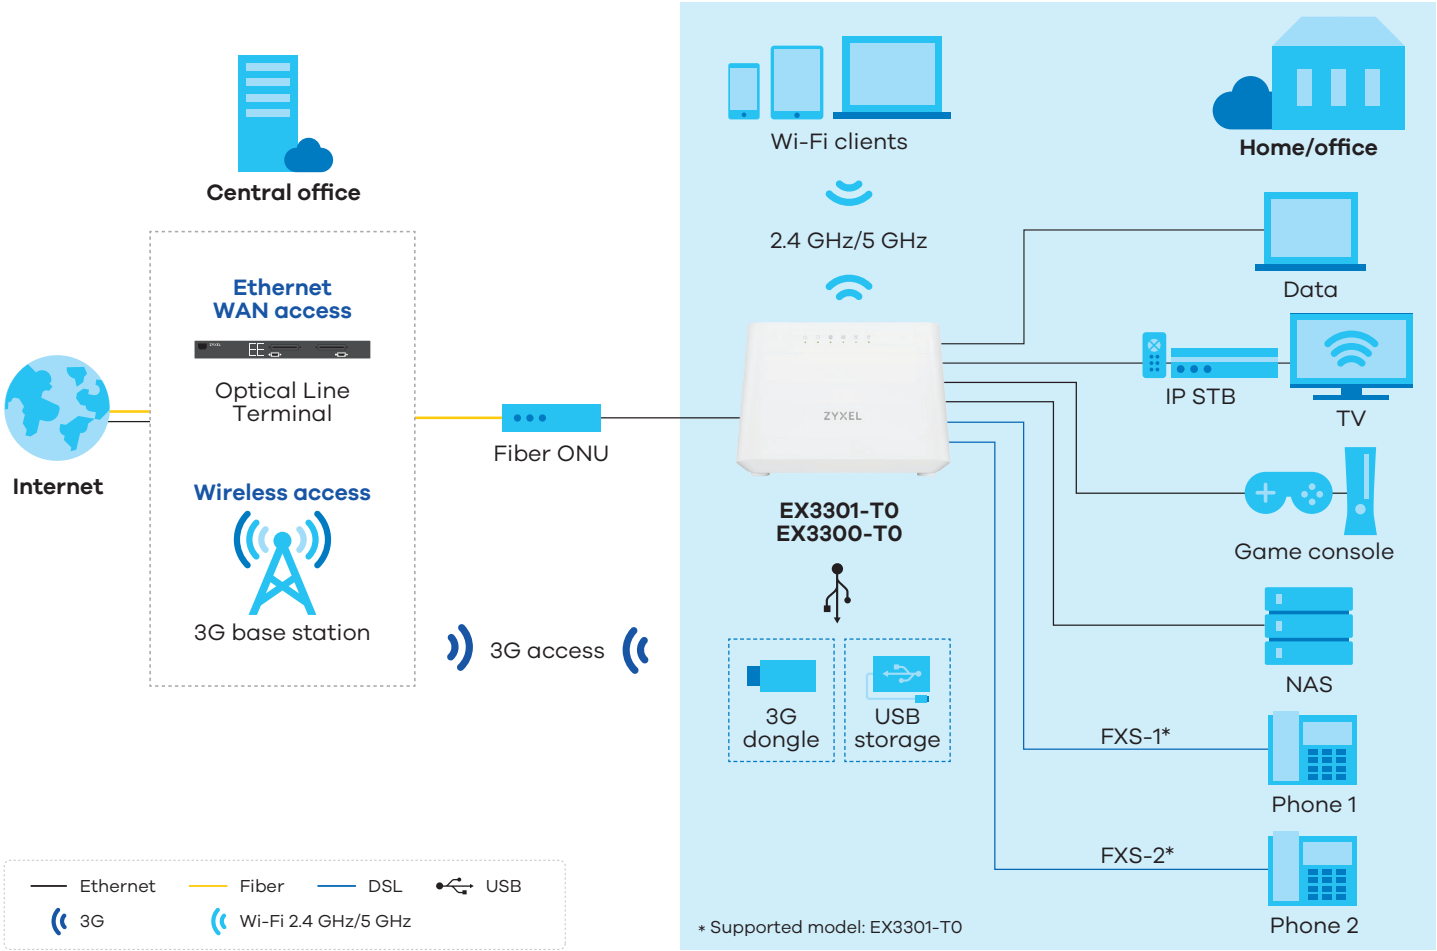 Central office
Ethernet
WAN access
ZYXEL
Optical Line
Terminal
Internet
Wireless access
3G base station
3G access
Fiber ONU
Wi-Fi clients
2.4 GHz/5 GHz
ZYXEL
EX3301-T0
EX3300-T0
3G
dongle
USB
storage
Home/office
Data
IP STB
TV
Game console
NAS
FXS-1*
Phone 1
FXS-2*
Phone 2
Ethernet
Fiber
DSL
USB
3G
Wi-Fi 2.4 GHz/5 GHz
* Supported model: EX3301-T0